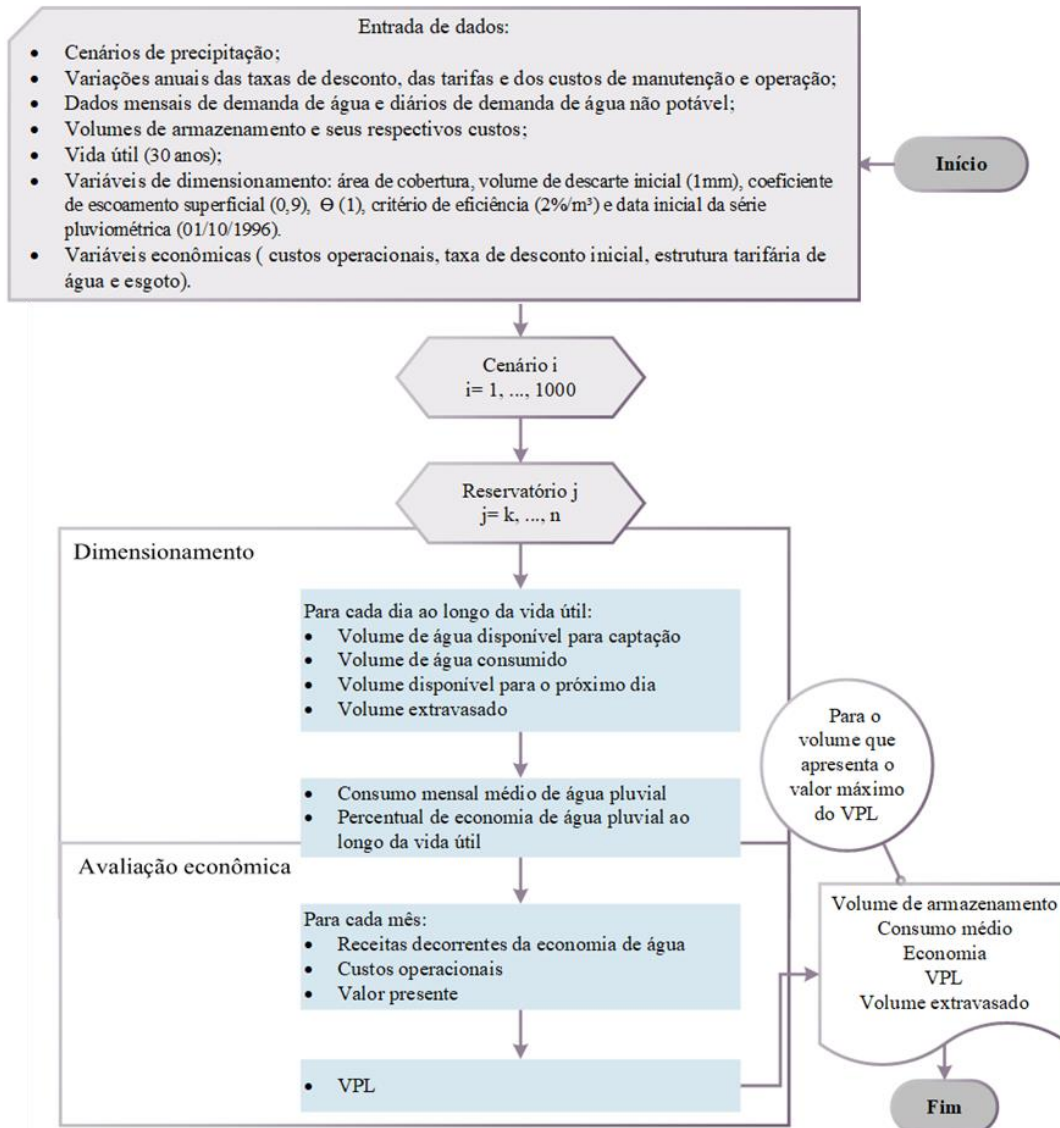 Entrada de dados:
• Cenários de precipitação;
• Variações anuais das taxas de desconto, das tarifas e dos custos de manutenção e operação;
• Dados mensais de demanda de água e diários de demanda de água não potável;
• Volumes de armazenamento e seus respectivos custos;
• Vida útil (30 anos);
• Variáveis de dimensionamento: área de cobertura, volume de descarte inicial (1mm), coeficiente
de escoamento superficial (0,9), Θ (1), critério de eficiência (2%/m³) e data inicial da série
pluviométrica (01/10/1996).
• Variáveis econômicas ( custos operacionais, taxa de desconto inicial, estrutura tarifária de
água e esgoto).
Início
Cenário i
i= 1, ..., 1000
Reservatório j
j= k, ..., n
Dimensionamento
Para cada dia ao longo da vida útil:
• Volume de água disponível para captação
• Volume de água consumido
• Volume disponível para o próximo dia
• Volume extravasado
• Consumo mensal médio de água pluvial
• Percentual de economia de água pluvial ao
longo da vida útil
Avaliação econômica
Para cada mês:
• Receitas decorrentes da economia de água
• Custos operacionais
• Valor presente
• VPL
Para o
volume que
apresenta o
valor máximo
do VPL
Volume de armazenamento
Consumo médio
Economia
VPL
Volume extravasado
Fim